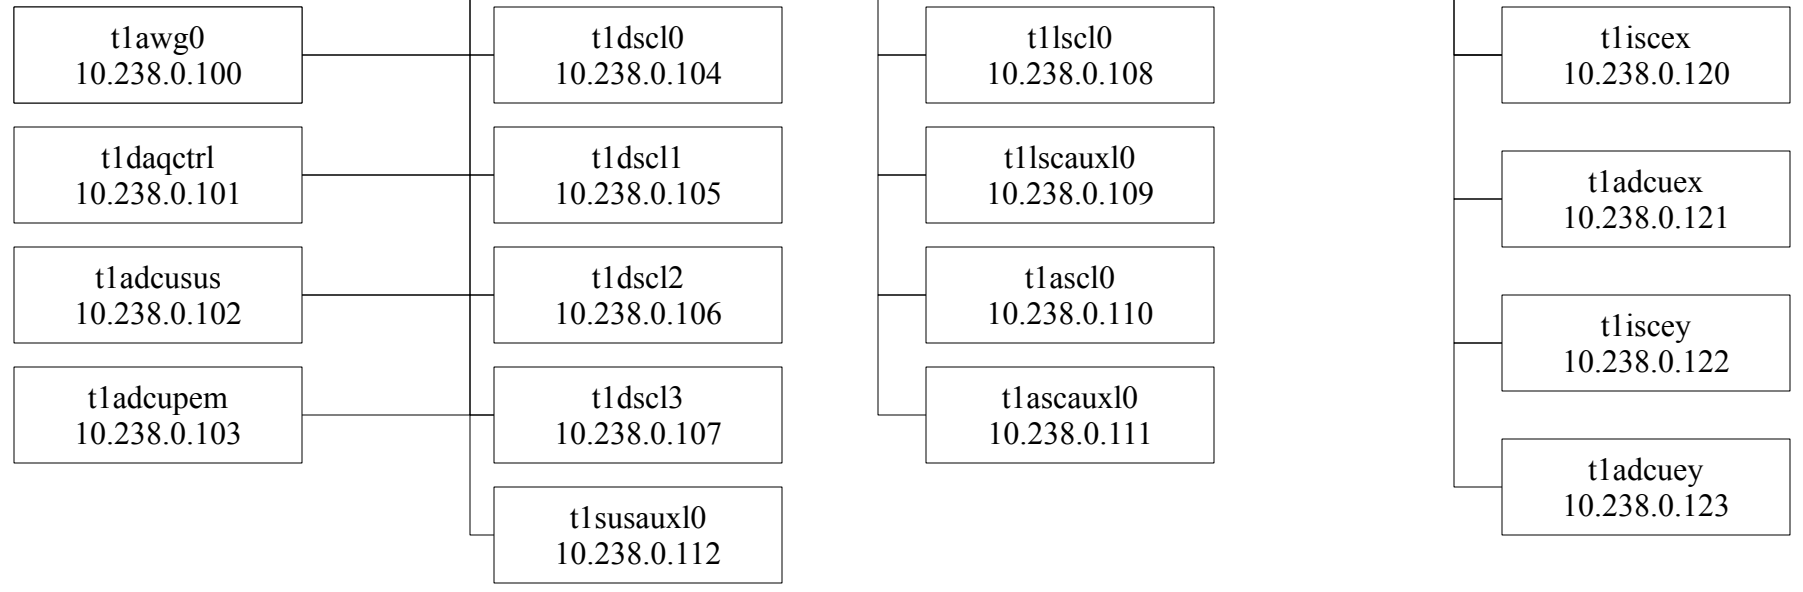 t1awg0
10.238.0.100
t1daqctrl
10.238.0.101
t1adcusus
10.238.0.102
t1adcupem
10.238.0.103
t1dscl0
10.238.0.104
t1dscl1
10.238.0.105
t1dscl2
10.238.0.106
t1dscl3
10.238.0.107
t1susauxl0
10.238.0.112
t1lscl0
10.238.0.108
t1lscauxl0
10.238.0.109
t1ascl0
10.238.0.110
t1ascauxl0
10.238.0.111
t1iscex
10.238.0.120
t1adcuex
10.238.0.121
t1iscey
10.238.0.122
t1adcuey
10.238.0.123